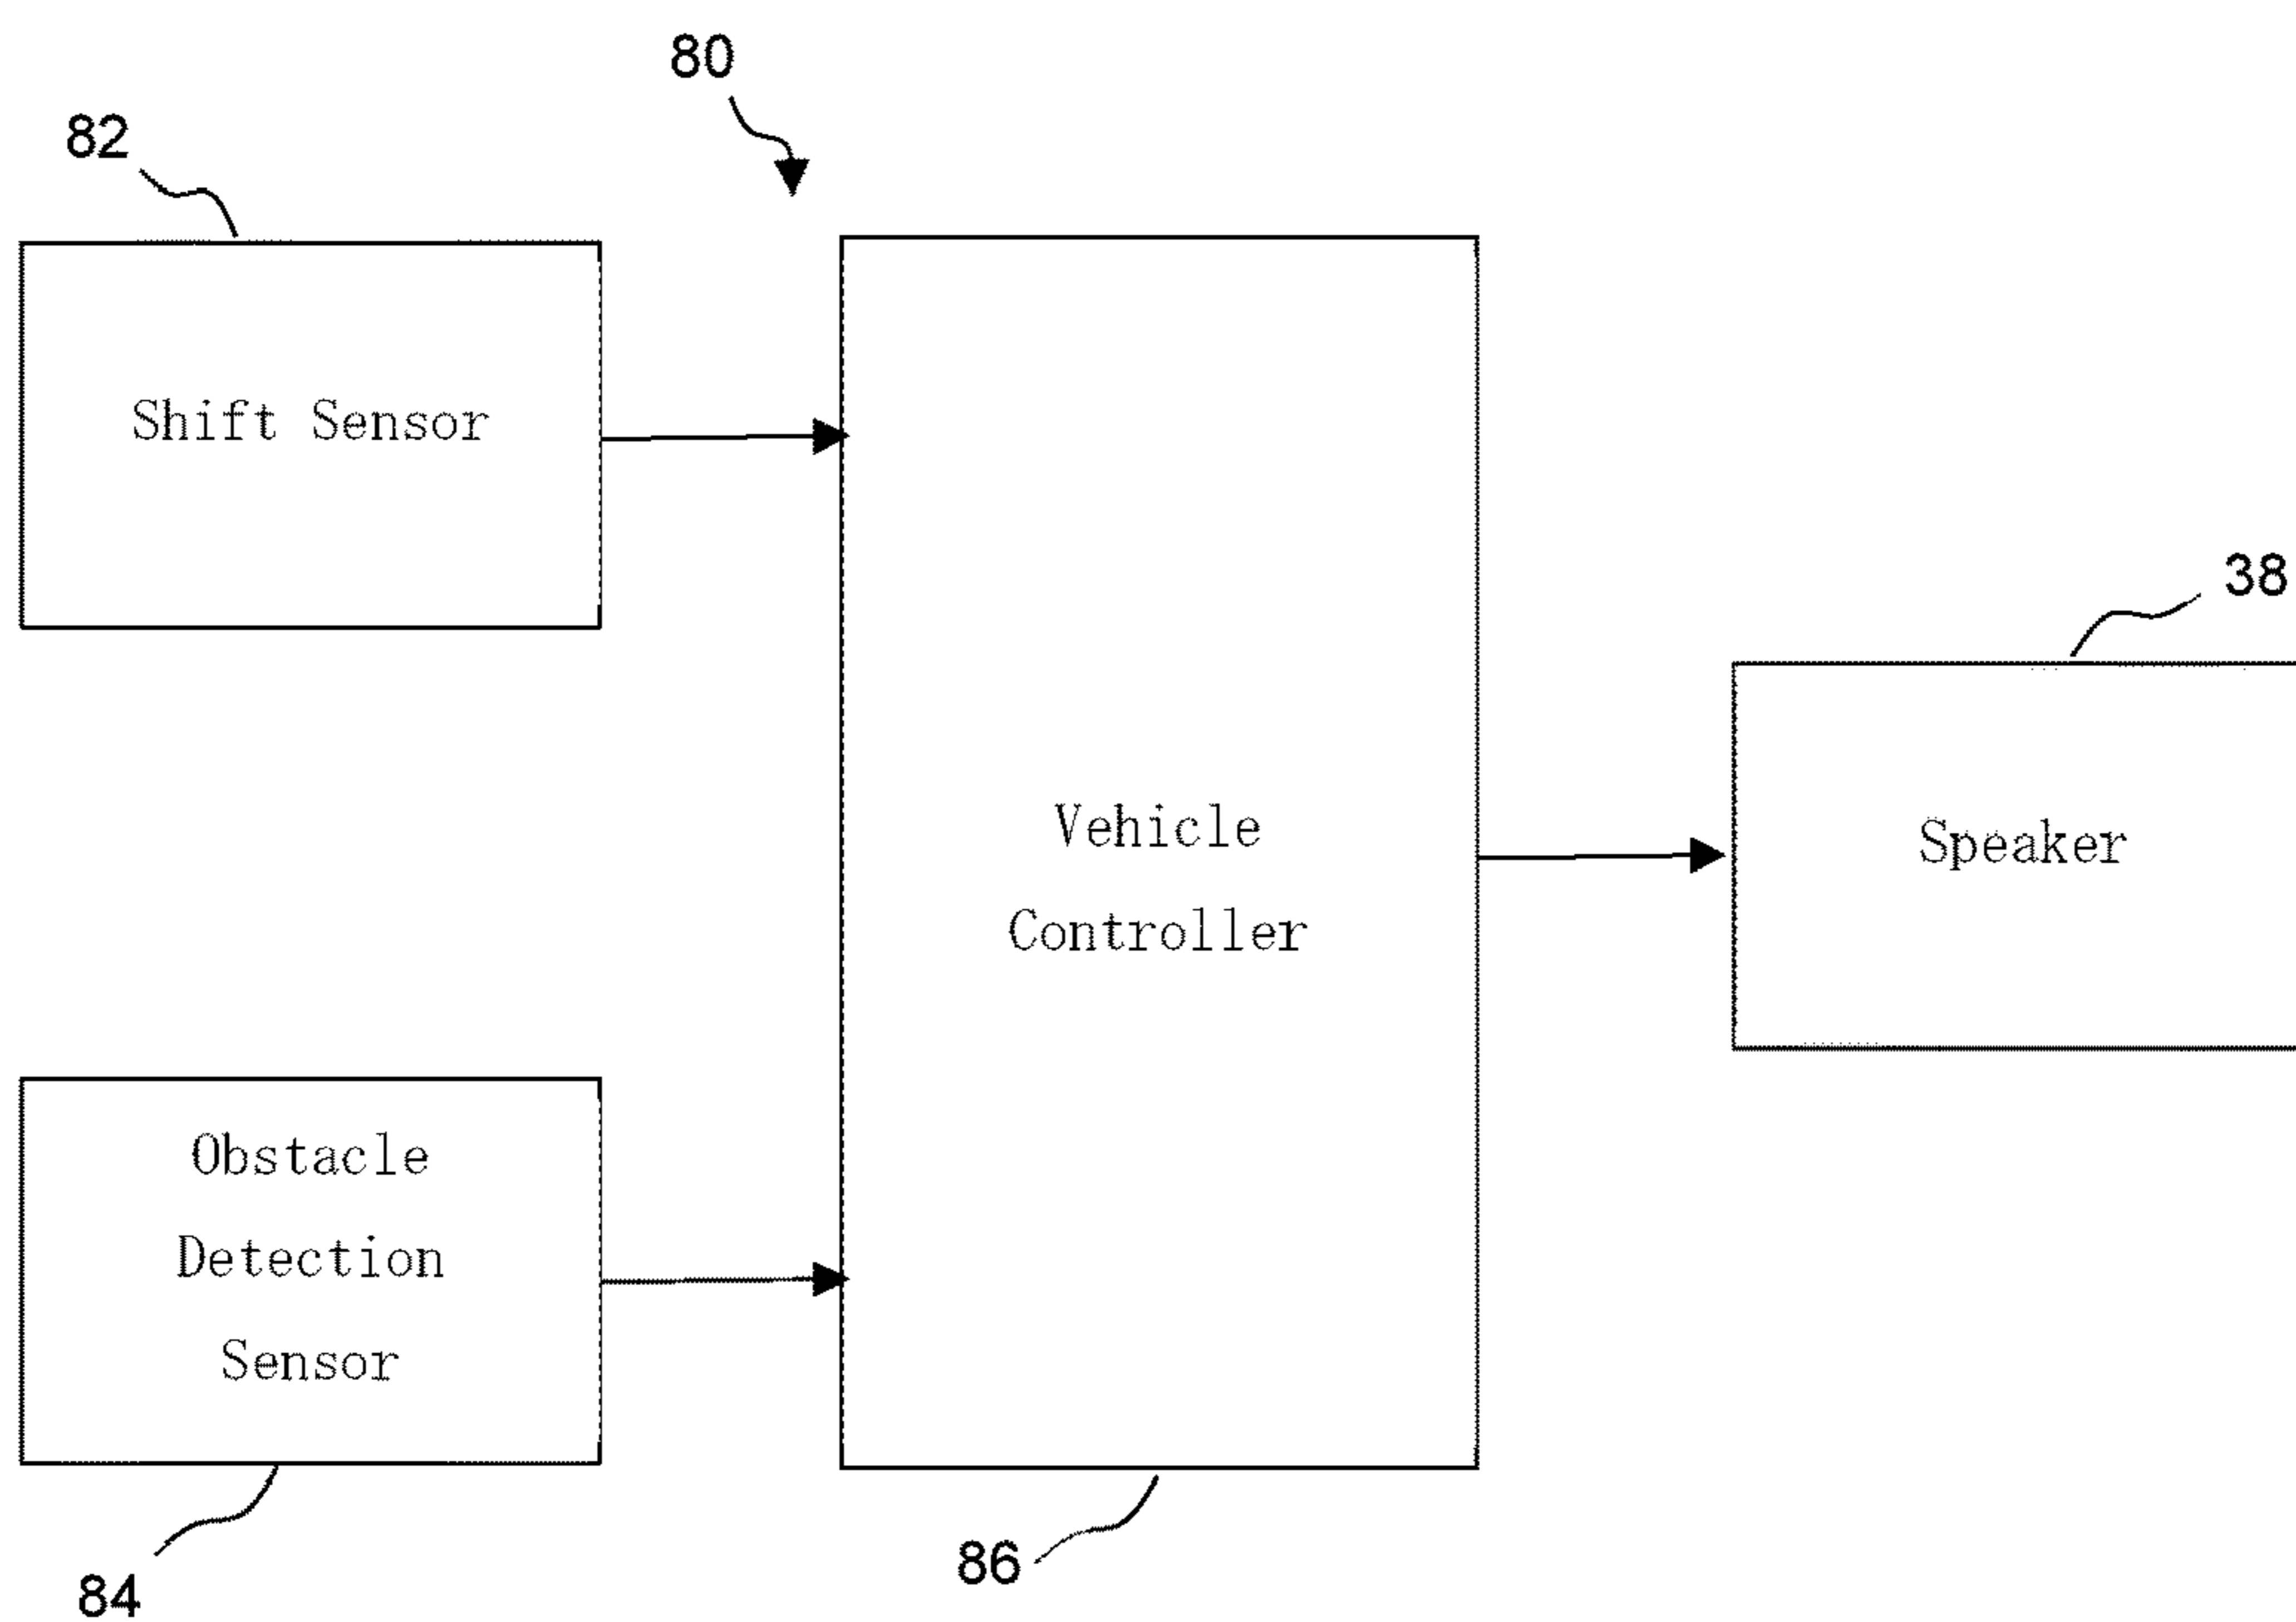 80
82
Shift Sensor
38
Vehicle
Controller
Speaker
Obstacle
Detection
Sensor
86
84